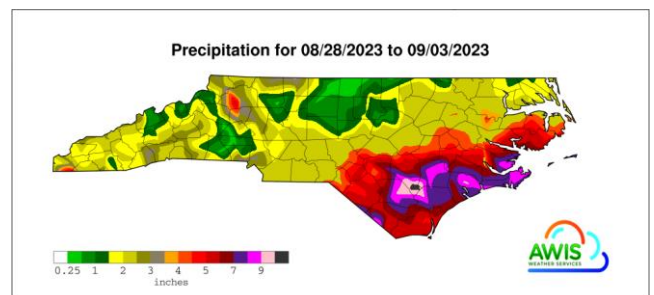 Precipitation for 08/28/2023 to 09/03/2023
0.25 1 2 3 4 5 7 9
inches
AWIS
WEATHER SERVICES